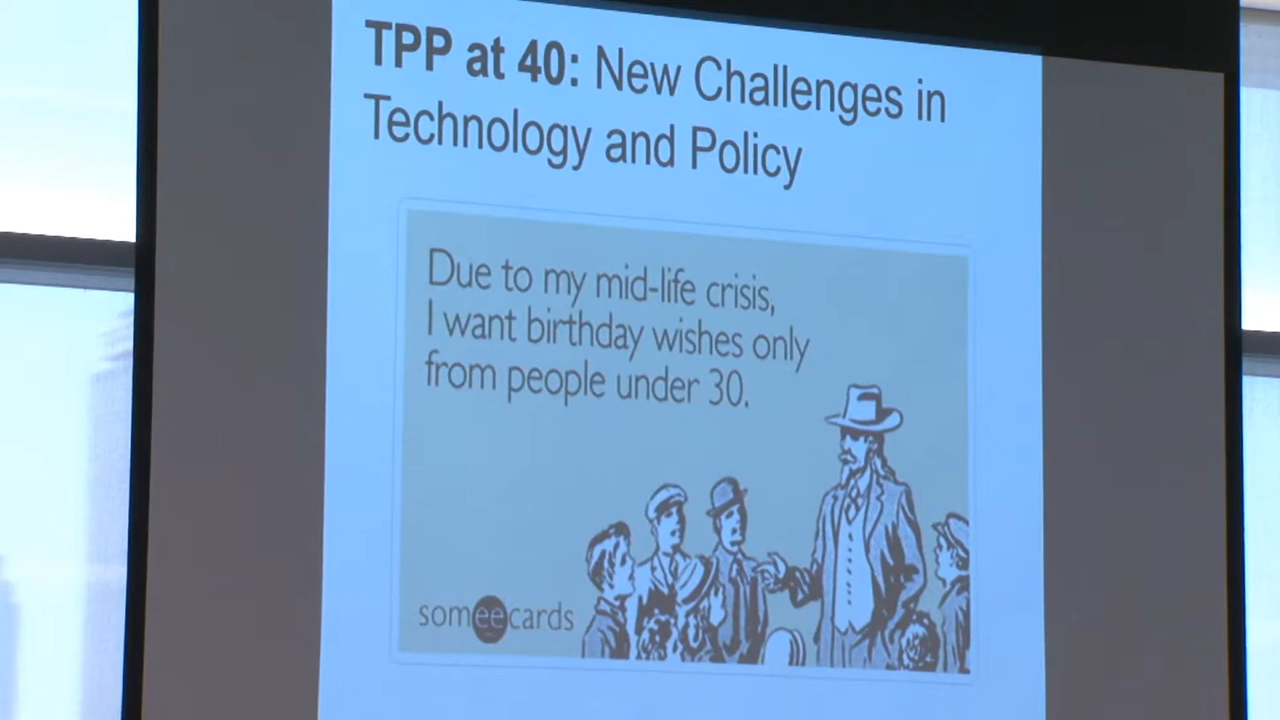 TPP at 40: New Challenges in
Technology and Policy
Due to my mid-life crisis,
I want birthday wishes only
from people under 30.
someecards